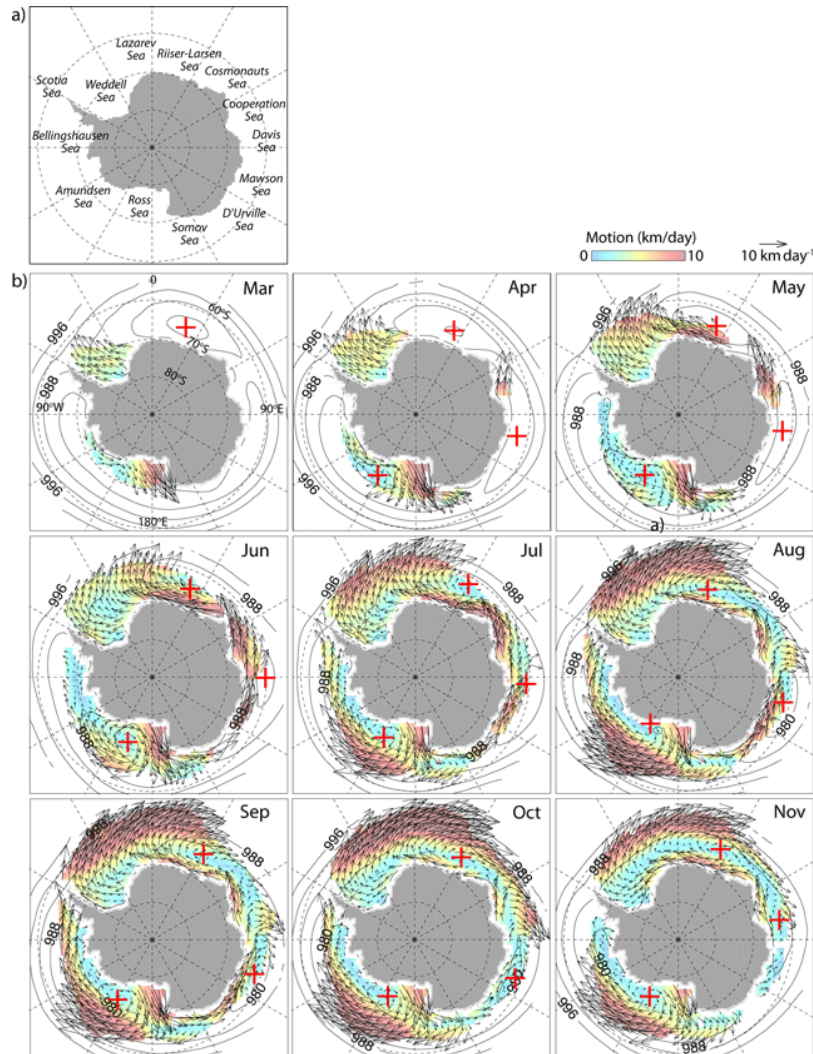 a)
Lazarev
Sea
Riiser-Larsen
Sea
Cosmonauts
Sea
Scotia
Sea
Weddell
Sea
Cooperation
Sea
Bellingshausen
Sea
Davis
Sea
Mawson
Sea
Amundsen
Sea
Ross
Sea
D'Urville
Sea
Somov
Sea
Motion (km/day)
0
10
10 km day⁻¹
b)
0
Mar
996
60°S
70°S
988
80°S
90°W
90°E
996
180°E
Apr
996
988
996
May
996
988
988
a)
Jun
996
988
988
988
Jul
996
988
988
988
Aug
996
988
988
980
Sep
988
988
980
980
Oct
996
988
980
980
Nov
988
988
980
996
988